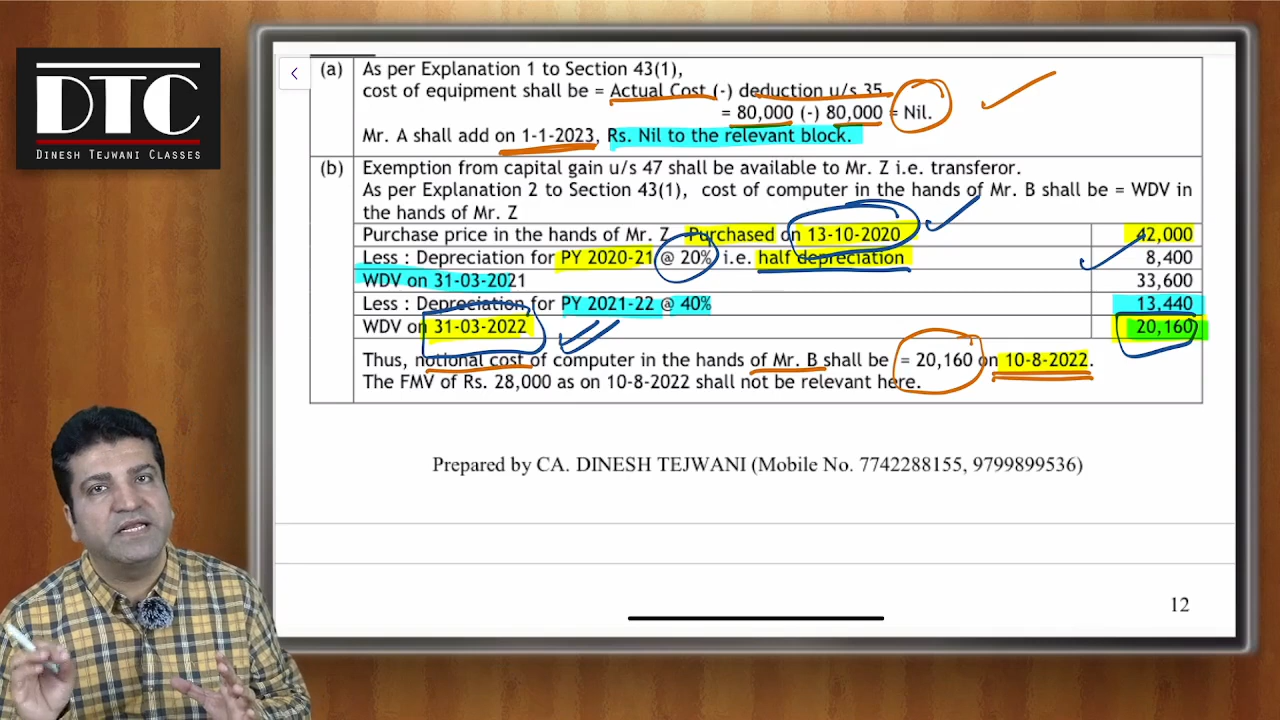 DTC
DINESH TEJWANI CLASSES
(a) As per Explanation 1 to Section 43(1),
cost of equipment shall be = Actual Cost (-) deduction u/s 35
= 80,000 (-) 80,000 = Nil.
Mr. A shall add on 1-1-2023, Rs. Nil to the relevant block.
(b) Exemption from capital gain u/s 47 shall be available to Mr. Z i.e. transferor.
As per Explanation 2 to Section 43(1), cost of computer in the hands of Mr. B shall be = WDV in
the hands of Mr. Z
Purchase price in the hands of Mr. Z Purchased on 13-10-2020 42,000
Less : Depreciation for PY 2020-21 @ 20% i.e. half depreciation 8,400
WDV on 31-03-2021 33,600
Less : Depreciation for PY 2021-22 @ 40% 13,440
WDV on 31-03-2022 20,160
Thus, notional cost of computer in the hands of Mr. B shall be = 20,160 on 10-8-2022.
The FMV of Rs. 28,000 as on 10-8-2022 shall not be relevant here.
Prepared by CA. DINESH TEJWANI (Mobile No. 7742288155, 9799899536)
12